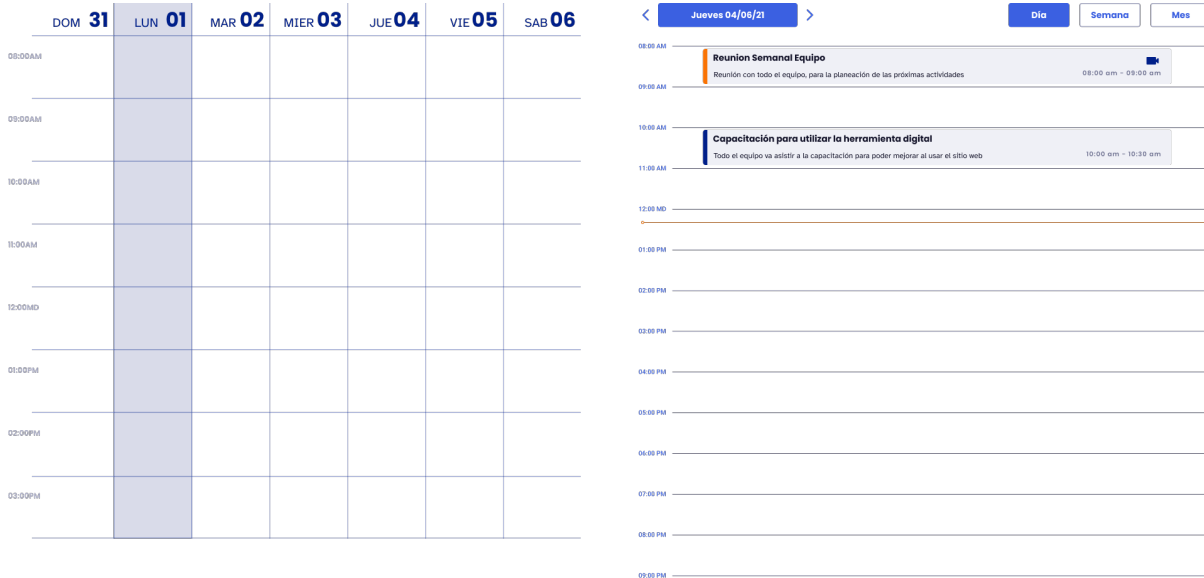 DOM 31 LUN 01 MAR 02 MIER 03 JUE 04 VIE 05 SAB 06
08:00AM
09:00AM
10:00AM
11:00AM
12:00MD
01:00PM
02:00PM
03:00PM
Jueves 04/06/21
Día Semana Mes
08:00 AM
Reunion Semanal Equipo
Reunión con todo el equipo, para la planeación de las próximas actividades
08:00 am - 09:00 am
09:00 AM
10:00 AM
Capacitación para utilizar la herramienta digital
Todo el equipo va asistir a la capacitación para poder mejorar al usar el sitio web
10:00 am - 10:30 am
11:00 AM
12:00 MD
01:00 PM
02:00 PM
03:00 PM
04:00 PM
05:00 PM
06:00 PM
07:00 PM
08:00 PM
09:00 PM